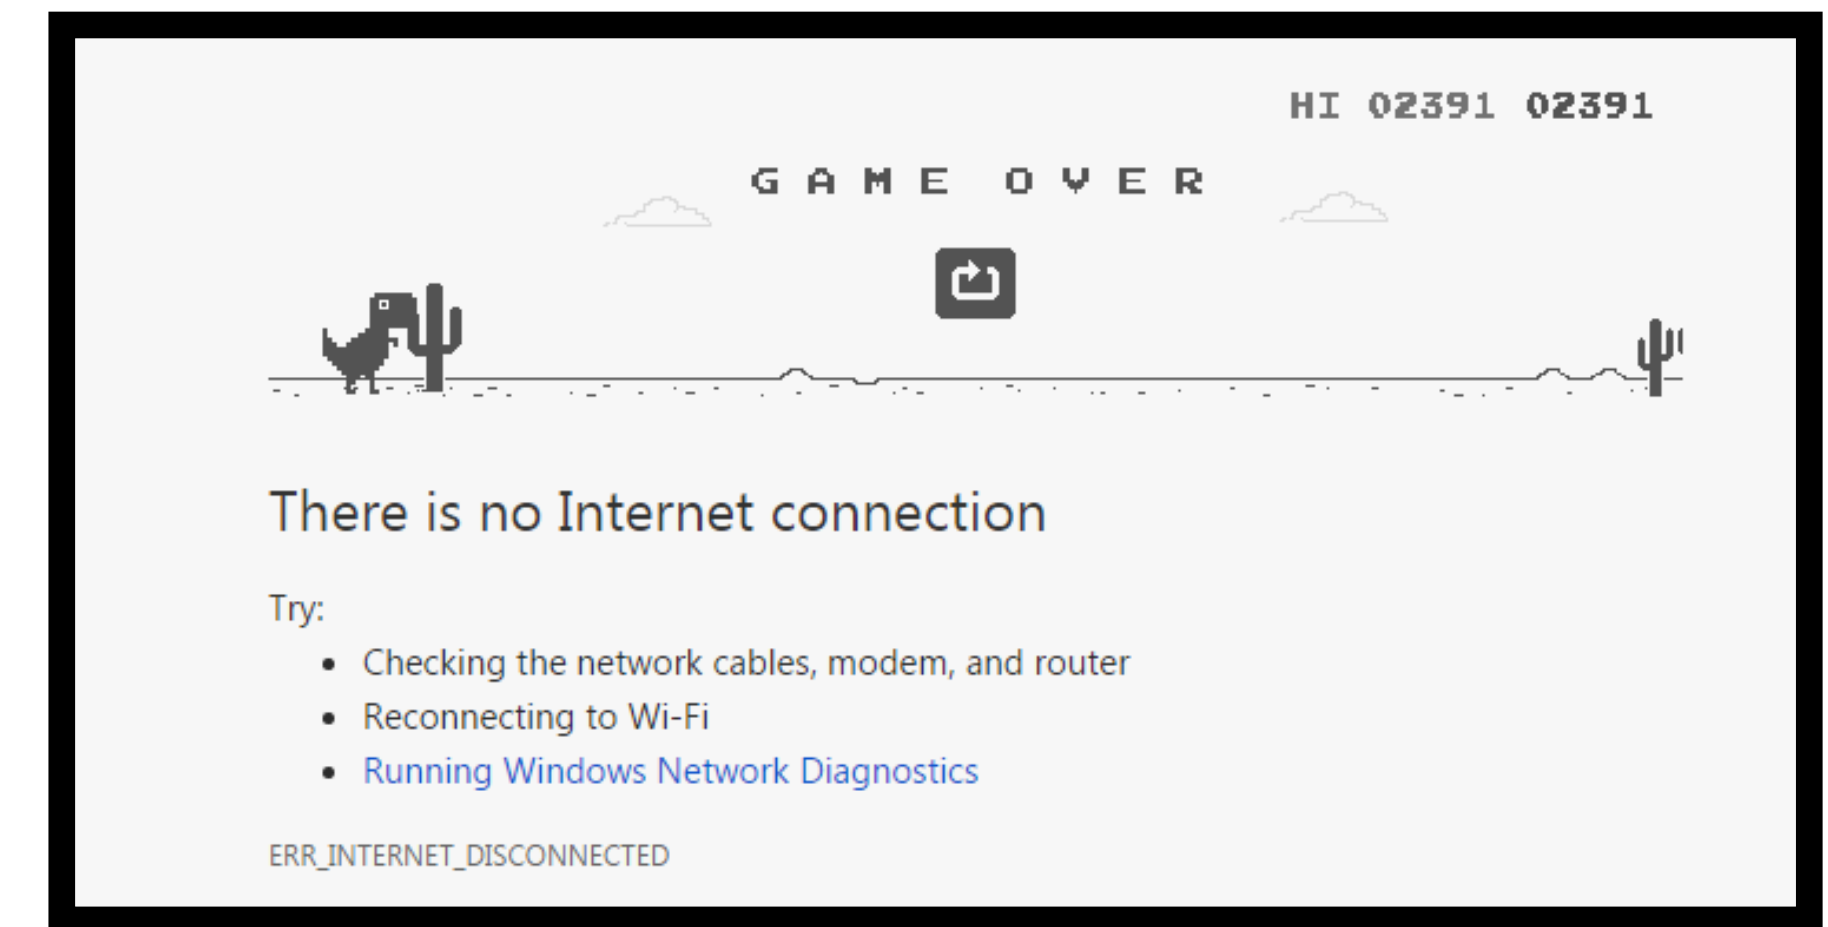 HI 02391 02391
GAME OVER
There is no Internet connection
Try:
• Checking the network cables, modem, and router
• Reconnecting to Wi-Fi
• Running Windows Network Diagnostics
ERR_INTERNET_DISCONNECTED